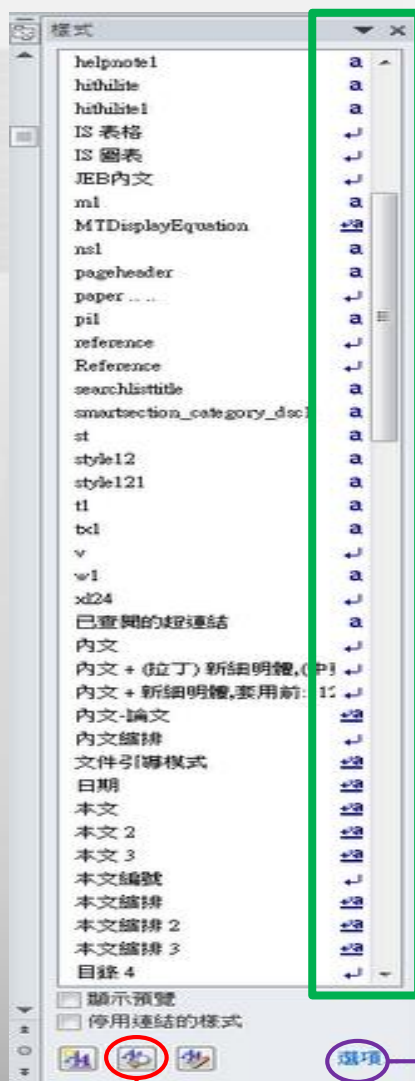 樣式
helpnote1 a
hithilite a
hithilite1 a
IS 表格 ↵
IS 圖表 ↵
JEB內文 ↵
m1 a
MTDisplayEquation ↵a
ns1 a
pageheader a
paper .. .. ↵
pi1 a
reference ↵
Reference ↵
searchlisttitle a
smartsection_category_dsc1 a
st a
style12 a
style121 a
t1 a
tx1 a
v ↵
w1 a
xl24 ↵
已查閱的超連結 a
內文 ↵
內文 + (拉丁) 新細明體,(中 ↵
內文 + 新細明體,套用前: 12 ↵
內文-論文 ↵a
內文縮排 ↵
文件引導模式 ↵a
日期 ↵a
本文 ↵a
本文 2 ↵a
本文 3 ↵a
本文編號 ↵
本文縮排 ↵a
本文縮排 2 ↵a
本文縮排 3 ↵a
目錄 4 ↵
顯示預覽
停用連結的樣式
選項